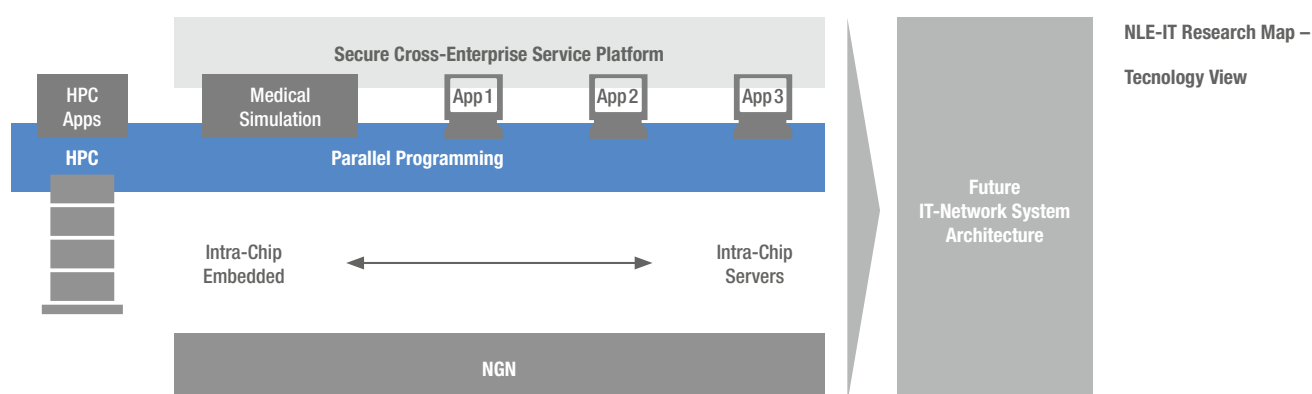 NLE-IT Research Map –
Tecnology View
Secure Cross-Enterprise Service Platform
HPC
Apps
Medical
Simulation
App 1
App 2
App 3
HPC
Parallel Programming
Future
IT-Network System
Architecture
Intra-Chip
Embedded
Intra-Chip
Servers
NGN